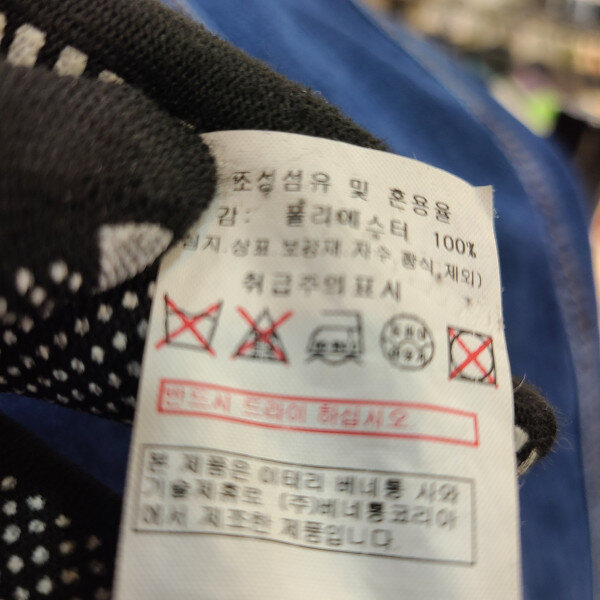 조성섬유 및 혼용율
감: 폴리에스터 100%
심지.상표.보강재.자수.황식,제외)
취급주의표시
반드시 드라이 하십시오
본 제품은 이태리 베네통 사와
기술제휴로 (주)베네통코리아
에서 제조한 제품입니다.